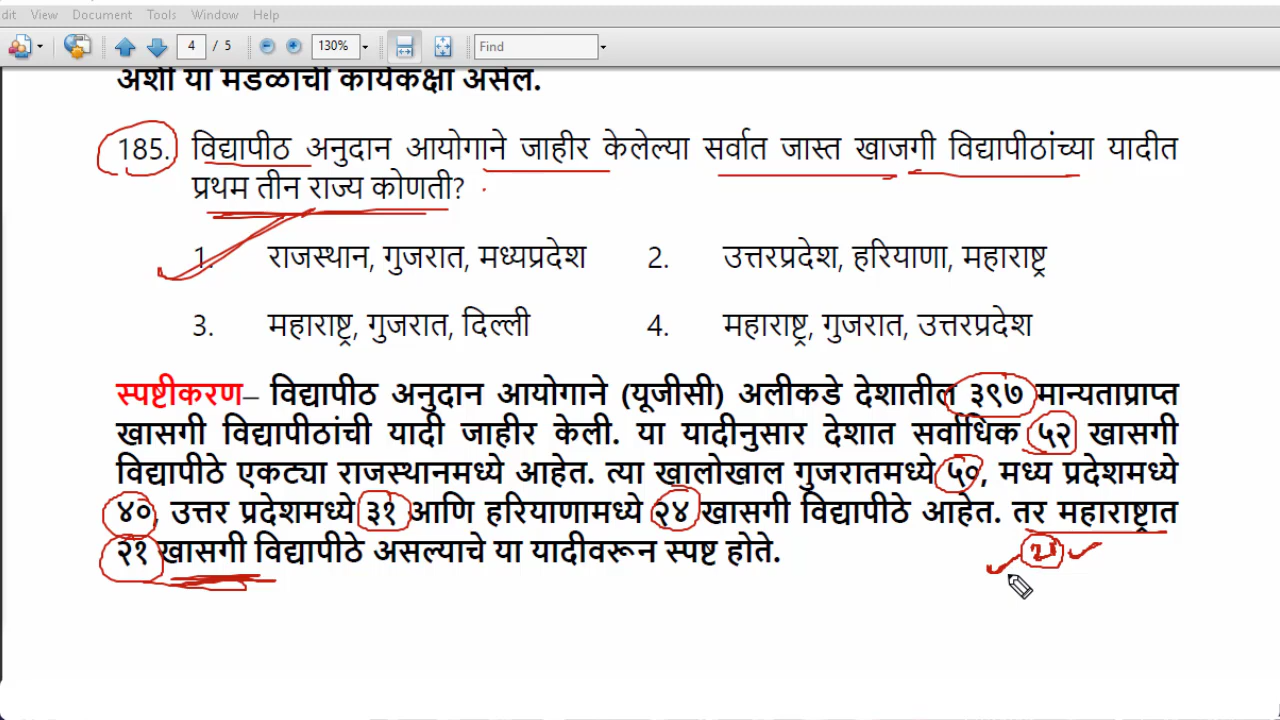 dit View Document Tools Window Help
4 / 5 130% Find
अशी या मंडळाची कार्यकक्षा असेल.
185. विद्यापीठ अनुदान आयोगाने जाहीर केलेल्या सर्वात जास्त खाजगी विद्यापीठांच्या यादीत
प्रथम तीन राज्य कोणती?
1. राजस्थान, गुजरात, मध्यप्रदेश 2. उत्तरप्रदेश, हरियाणा, महाराष्ट्र
3. महाराष्ट्र, गुजरात, दिल्ली 4. महाराष्ट्र, गुजरात, उत्तरप्रदेश
स्पष्टीकरण– विद्यापीठ अनुदान आयोगाने (यूजीसी) अलीकडे देशातील ३९७ मान्यताप्राप्त
खासगी विद्यापीठांची यादी जाहीर केली. या यादीनुसार देशात सर्वाधिक ५२ खासगी
विद्यापीठे एकट्या राजस्थानमध्ये आहेत. त्या खालोखाल गुजरातमध्ये ५०, मध्य प्रदेशमध्ये
४०, उत्तर प्रदेशमध्ये ३१ आणि हरियाणामध्ये २४ खासगी विद्यापीठे आहेत. तर महाराष्ट्रात
२१ खासगी विद्यापीठे असल्याचे या यादीवरून स्पष्ट होते.
२१